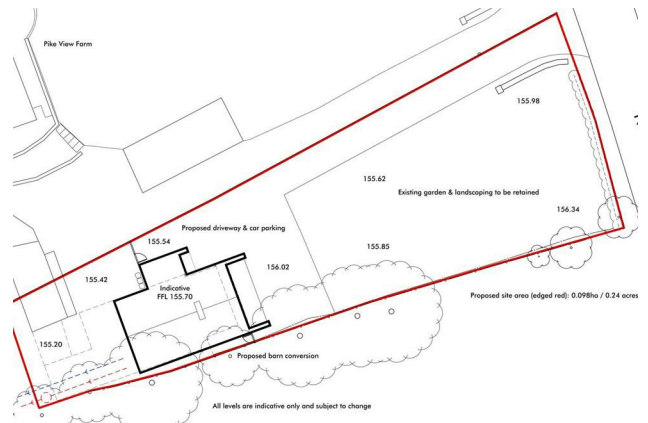 Pike View Farm
155.98
155.62
Existing garden & landscaping to be retained
156.34
Proposed driveway & car parking
155.54
155.85
156.02
155.42
Indicative
FFL 155.70
Proposed site area (edged red): 0.098ha / 0.24 acres
155.20
Proposed barn conversion
All levels are indicative only and subject to change